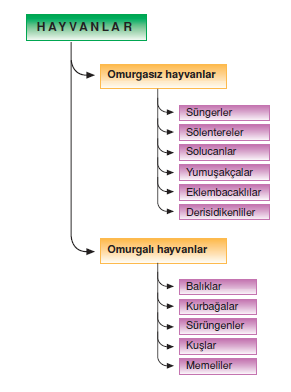 HAYVANLAR
Omurgasız hayvanlar
Süngerler
Sölentereler
Solucanlar
Yumuşakçalar
Eklembacaklılar
Derisidikenliler
Omurgalı hayvanlar
Balıklar
Kurbağalar
Sürüngenler
Kuşlar
Memeliler